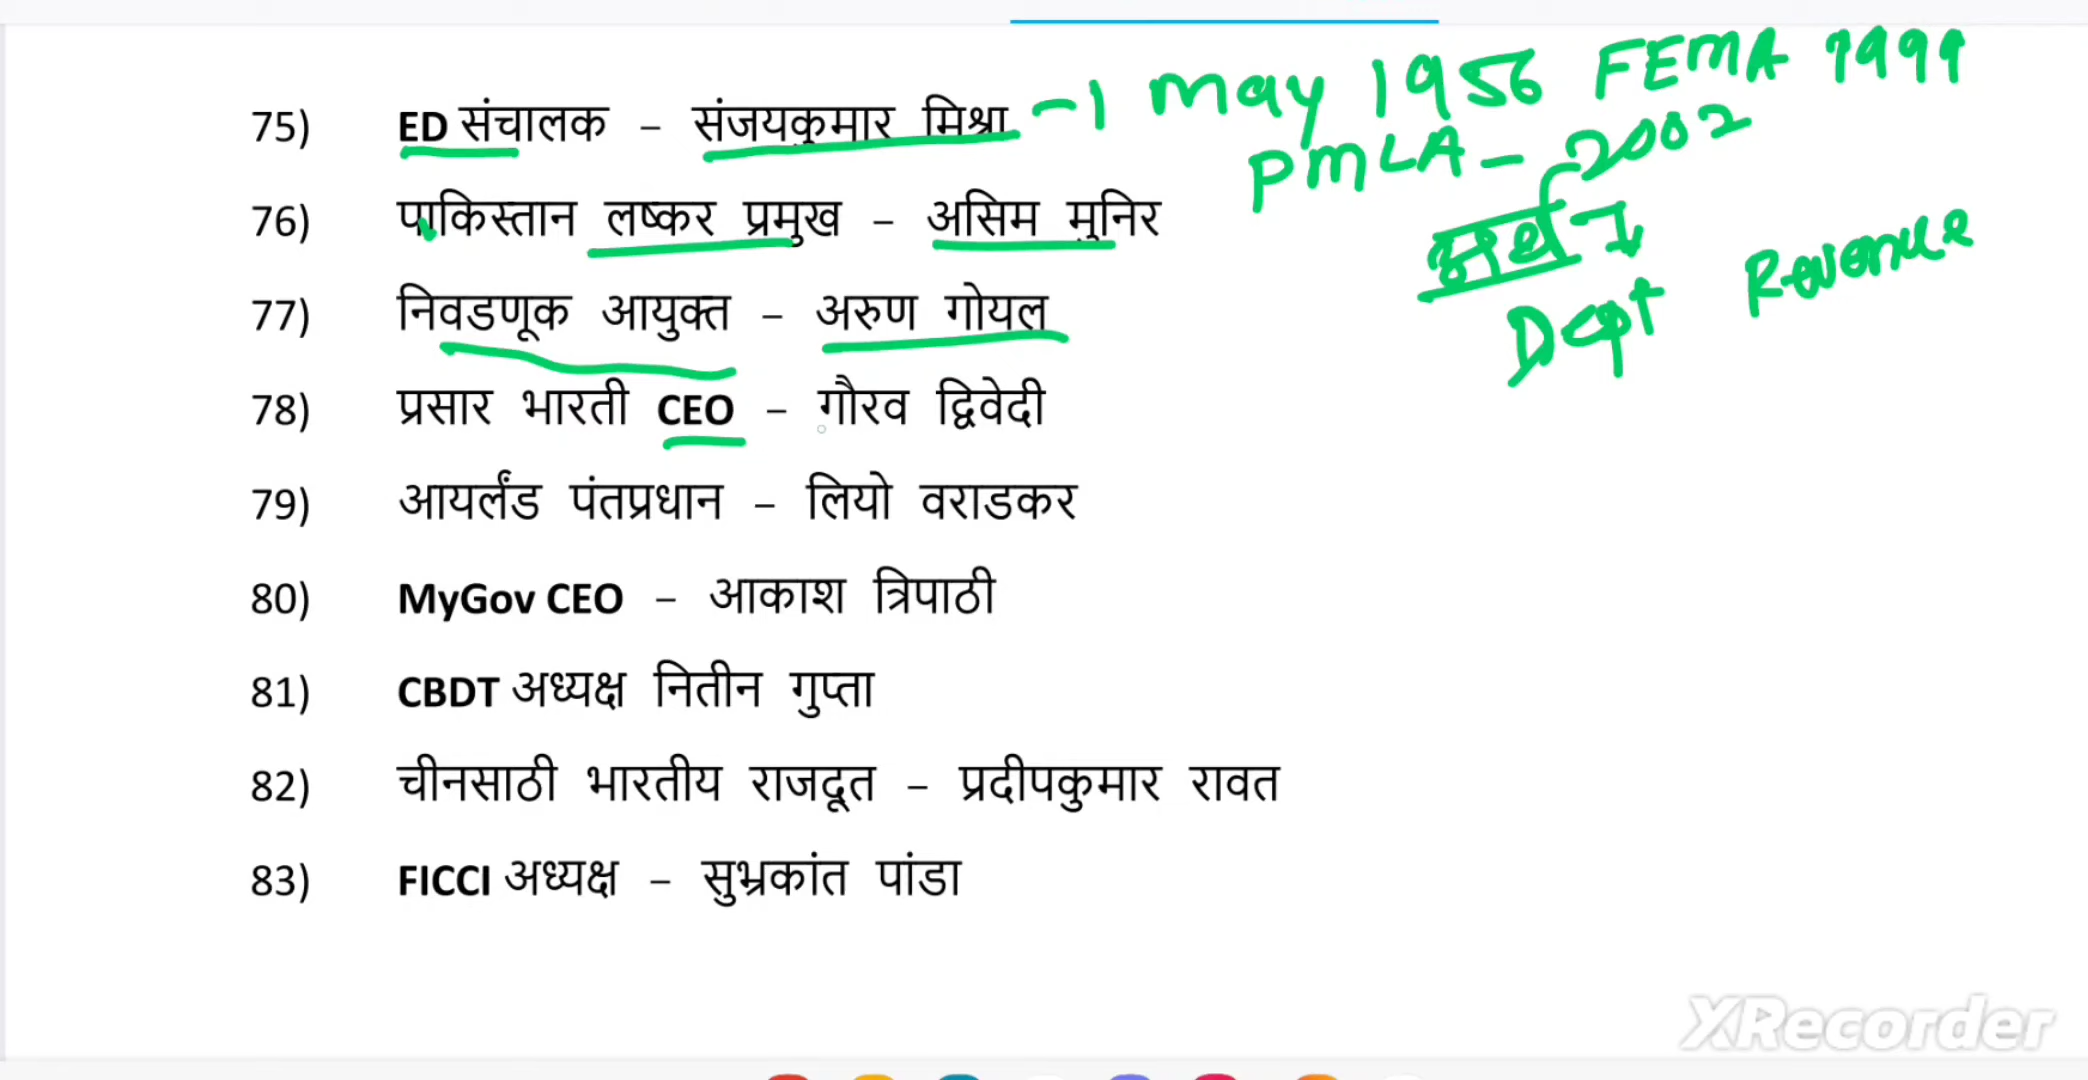 75) ED संचालक – संजयकुमार मिश्रा - 1 may 1956 FEMA 1999
PMLA - 2002
76) पाकिस्तान लष्कर प्रमुख – असिम मुनिर
अर्थ
Dept Revenue
77) निवडणूक आयुक्त – अरुण गोयल
78) प्रसार भारती CEO – गौरव द्विवेदी
79) आयर्लंड पंतप्रधान – लियो वराडकर
80) MyGov CEO – आकाश त्रिपाठी
81) CBDT अध्यक्ष नितीन गुप्ता
82) चीनसाठी भारतीय राजदूत – प्रदीपकुमार रावत
83) FICCI अध्यक्ष – सुभ्रकांत पांडा
XRecorder